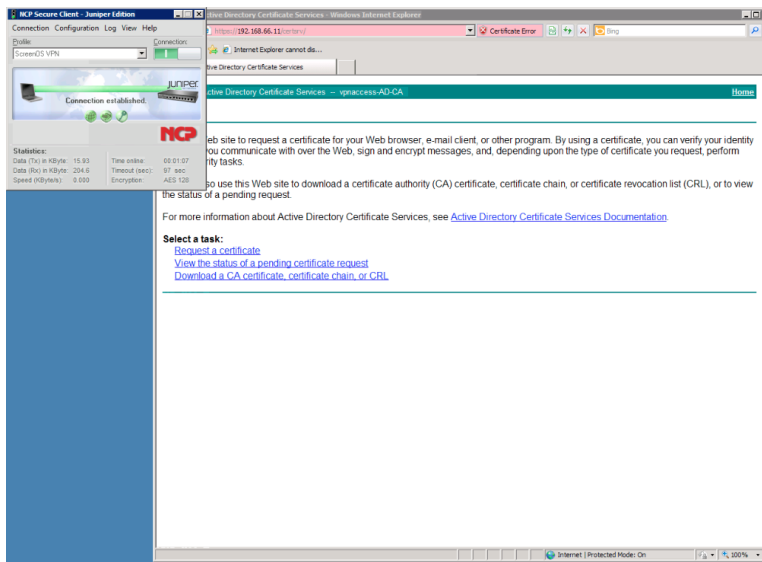 NCP Secure Client - Juniper Edition
Connection Configuration Log View Help
Profile: Connection:
ScreenOS VPN
JUNIPER
Connection established.
NCP
Statistics:
Data (Tx) in KByte: 15.93 Time online: 00:01:07
Data (Rx) in KByte: 204.6 Timeout (sec): 97 sec
Speed (KByte/s): 0.000 Encryption: AES 128
ctive Directory Certificate Services - Windows Internet Explorer
https://192.168.66.11/certsrv/ Certificate Error Bing
Internet Explorer cannot dis...
tive Directory Certificate Services
ctive Directory Certificate Services -- vpnaccess-AD-CA Home
eb site to request a certificate for your Web browser, e-mail client, or other program. By using a certificate, you can verify your identity
you communicate with over the Web, sign and encrypt messages, and, depending upon the type of certificate you request, perform
ity tasks.
so use this Web site to download a certificate authority (CA) certificate, certificate chain, or certificate revocation list (CRL), or to view
the status of a pending request.
For more information about Active Directory Certificate Services, see Active Directory Certificate Services Documentation.
Select a task:
Request a certificate
View the status of a pending certificate request
Download a CA certificate, certificate chain, or CRL
Internet | Protected Mode: On 100%